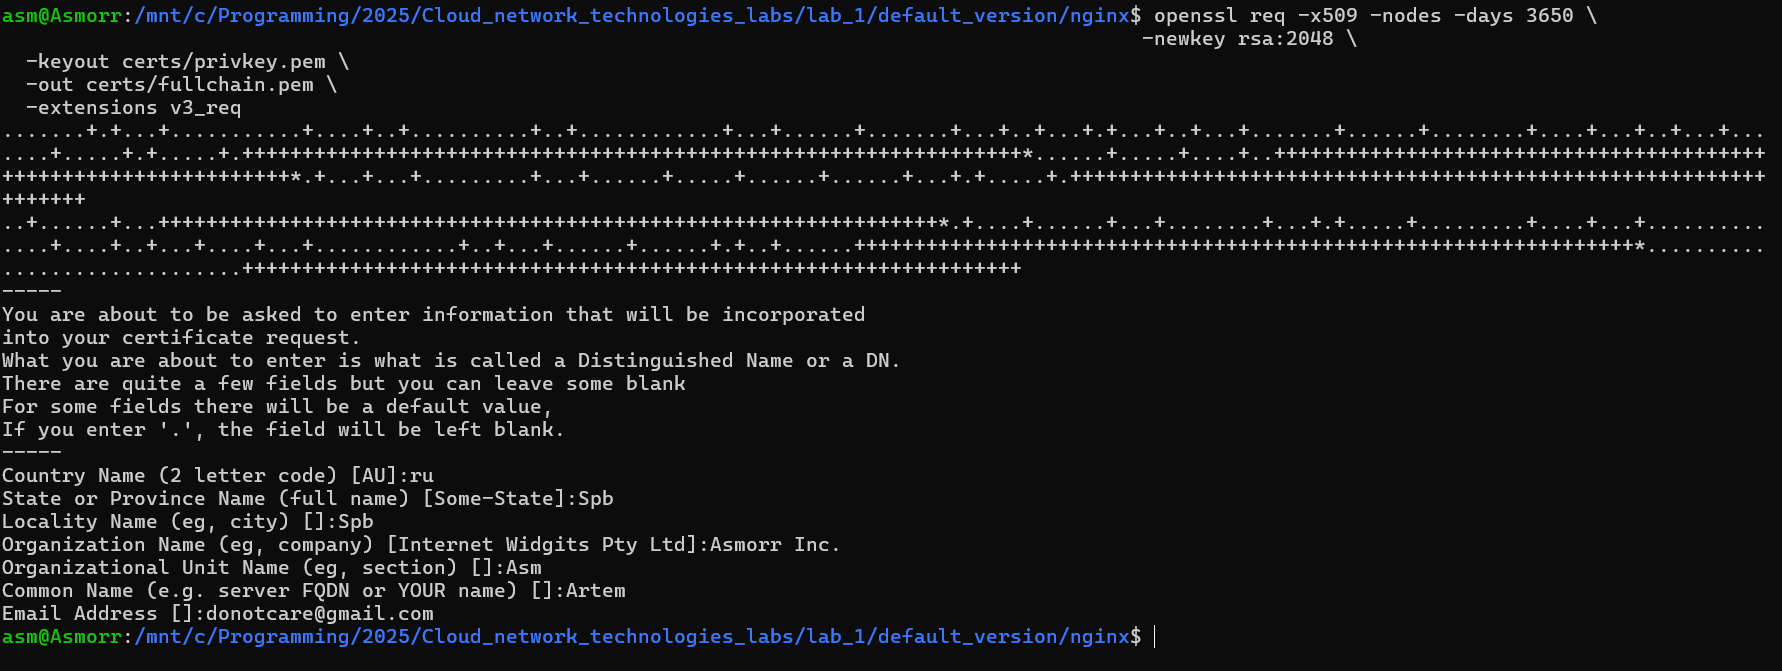 asm@Asmorr:/mnt/c/Programming/2025/Cloud_network_technologies_labs/lab_1/default_version/nginx$ openssl req -x509 -nodes -days 3650 \
-newkey rsa:2048 \
-keyout certs/privkey.pem \
-out certs/fullchain.pem \
-extensions v3_req
-----
You are about to be asked to enter information that will be incorporated
into your certificate request.
What you are about to enter is what is called a Distinguished Name or a DN.
There are quite a few fields but you can leave some blank
For some fields there will be a default value,
If you enter '.', the field will be left blank.
-----
Country Name (2 letter code) [AU]:ru
State or Province Name (full name) [Some-State]:Spb
Locality Name (eg, city) []:Spb
Organization Name (eg, company) [Internet Widgits Pty Ltd]:Asmorr Inc.
Organizational Unit Name (eg, section) []:Asm
Common Name (e.g. server FQDN or YOUR name) []:Artem
Email Address []:donotcare@gmail.com
asm@Asmorr:/mnt/c/Programming/2025/Cloud_network_technologies_labs/lab_1/default_version/nginx$